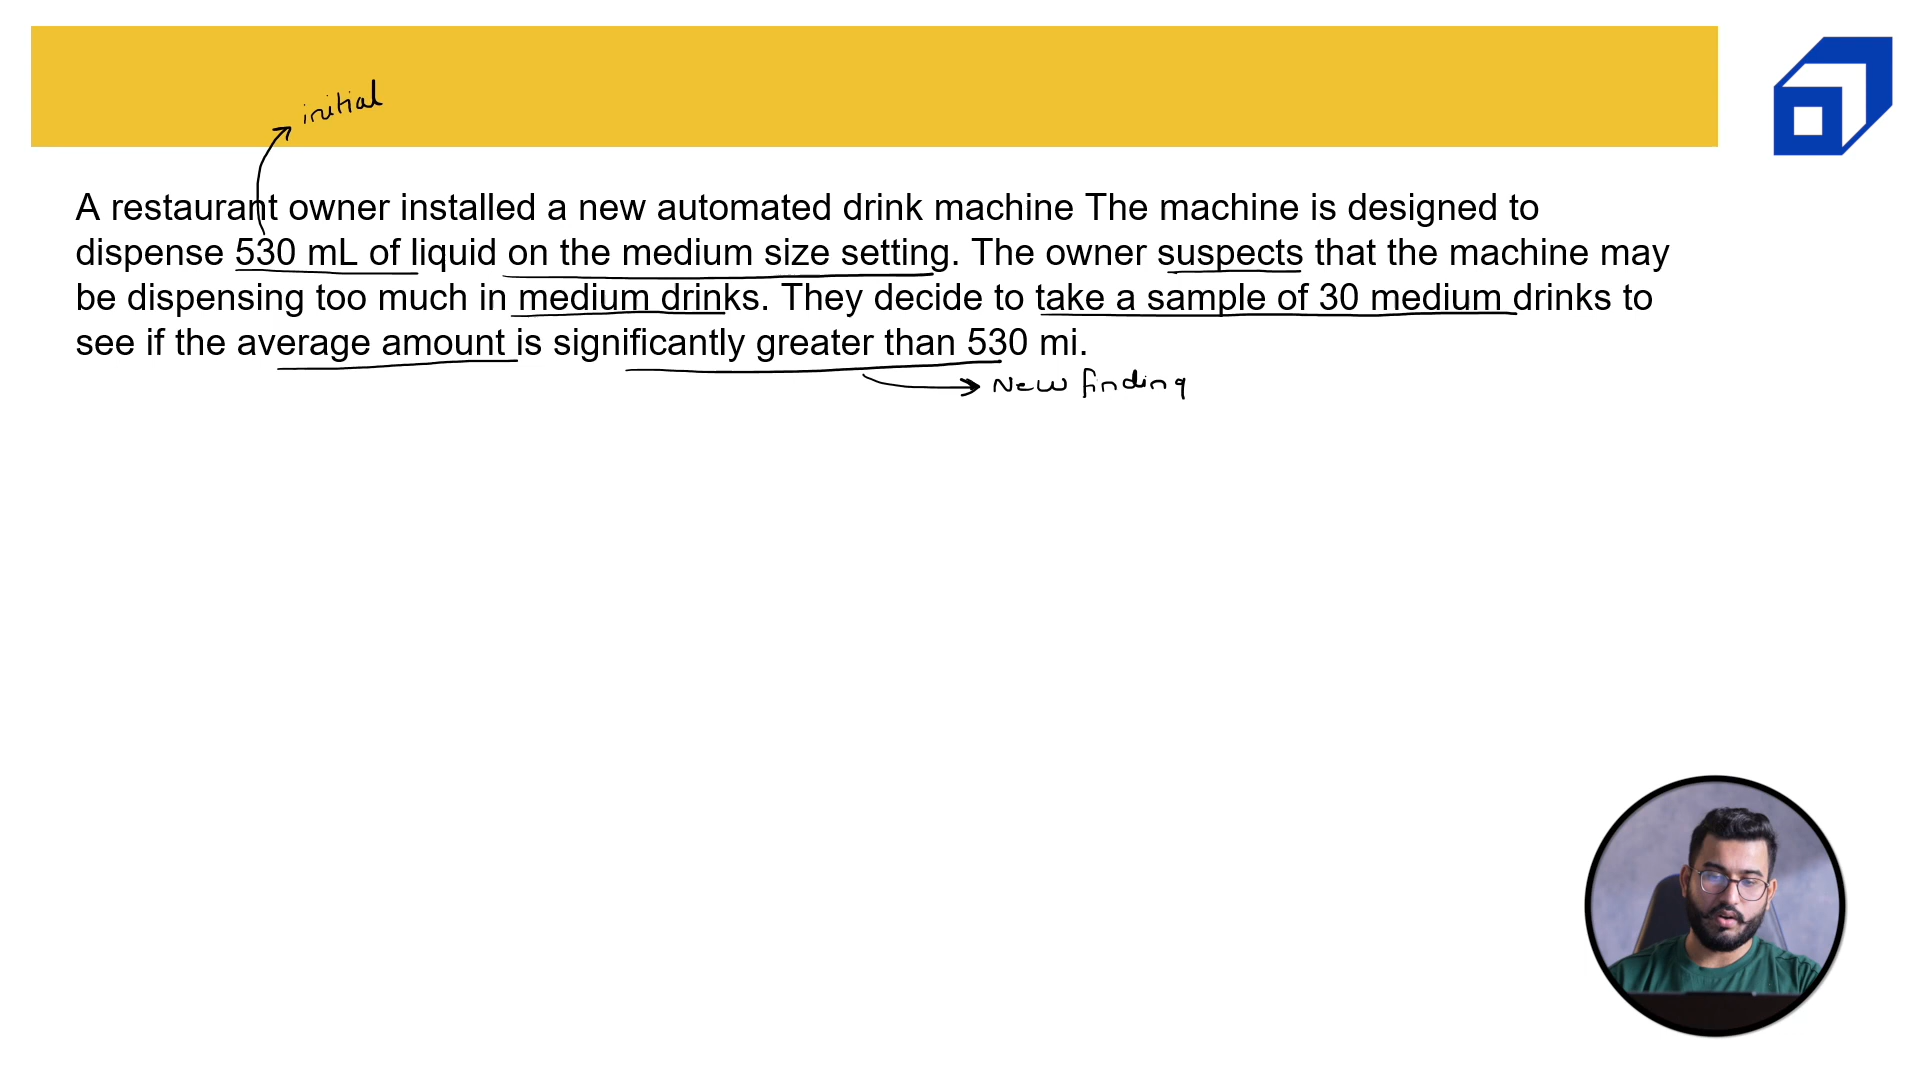 initial
A restaurant owner installed a new automated drink machine The machine is designed to
dispense 530 mL of liquid on the medium size setting. The owner suspects that the machine may
be dispensing too much in medium drinks. They decide to take a sample of 30 medium drinks to
see if the average amount is significantly greater than 530 mi.
New finding